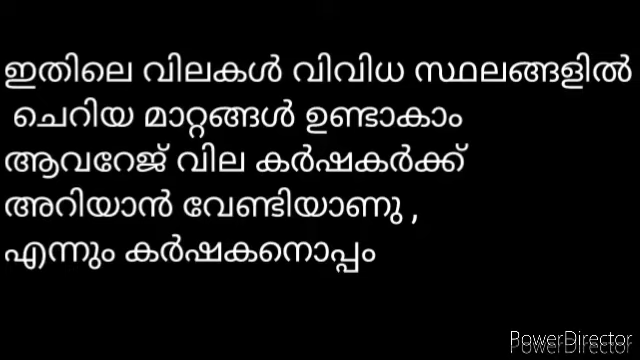 ഇതിലെ വിലകൾ വിവിധ സ്ഥലങ്ങളിൽ
ചെറിയ മാറ്റങ്ങൾ ഉണ്ടാകാം
ആവറേജ് വില കർഷകർക്ക്
അറിയാൻ വേണ്ടിയാണു ,
എന്നും കർഷകനൊപ്പം
PowerDirector